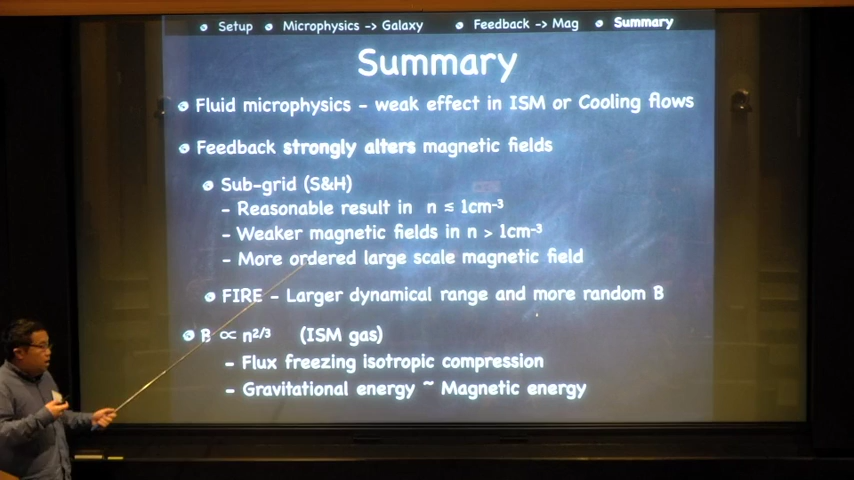 Setup Microphysics -> Galaxy Feedback -> Mag Summary
Summary
Fluid microphysics - weak effect in ISM or Cooling flows
Feedback strongly alters magnetic fields
Sub-grid (S&H)
- Reasonable result in n ≲ 1cm⁻³
- Weaker magnetic fields in n > 1cm⁻³
- More ordered large scale magnetic field
FIRE - Larger dynamical range and more random B
B ∝ n²/³ (ISM gas)
- Flux freezing isotropic compression
- Gravitational energy ~ Magnetic energy